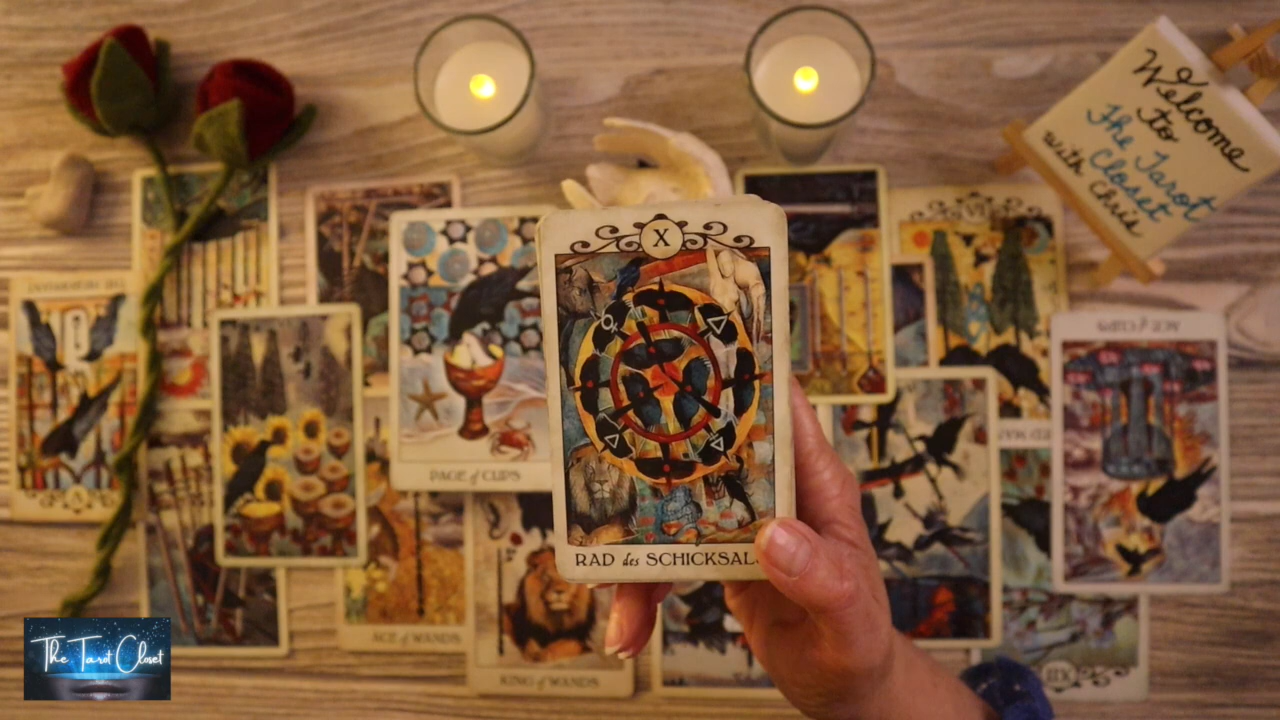 Welcome
to
The Tarot
Closet
with Chris
X
PAGE of CUPS
RAD des SCHICKSAL
ACE of WANDS
KING of WANDS
The Tarot Closet